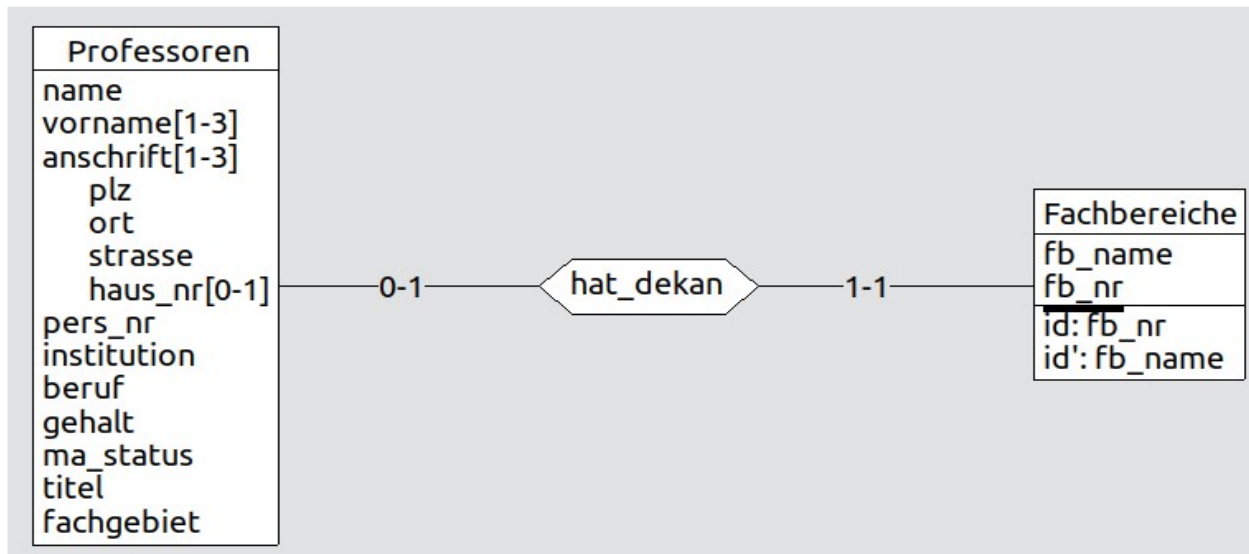 Professoren
name
vorname[1-3]
anschrift[1-3]
plz
ort
strasse
haus_nr[0-1]
pers_nr
institution
beruf
gehalt
ma_status
titel
fachgebiet
0-1
hat_dekan
1-1
Fachbereiche
fb_name
fb_nr
id: fb_nr
id': fb_name